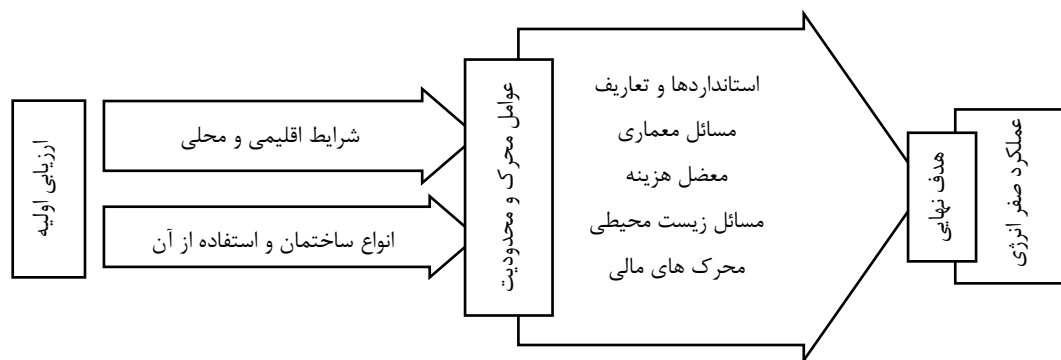 ارزیابی اولیه
شرایط اقلیمی و محلی
انواع ساختمان و استفاده از آن
عوامل محرک و محدودیت
استانداردها و تعاریف
مسائل معماری
معضل هزینه
مسائل زیست محیطی
محرک های مالی
هدف نهایی
عملکرد صفر انرژی